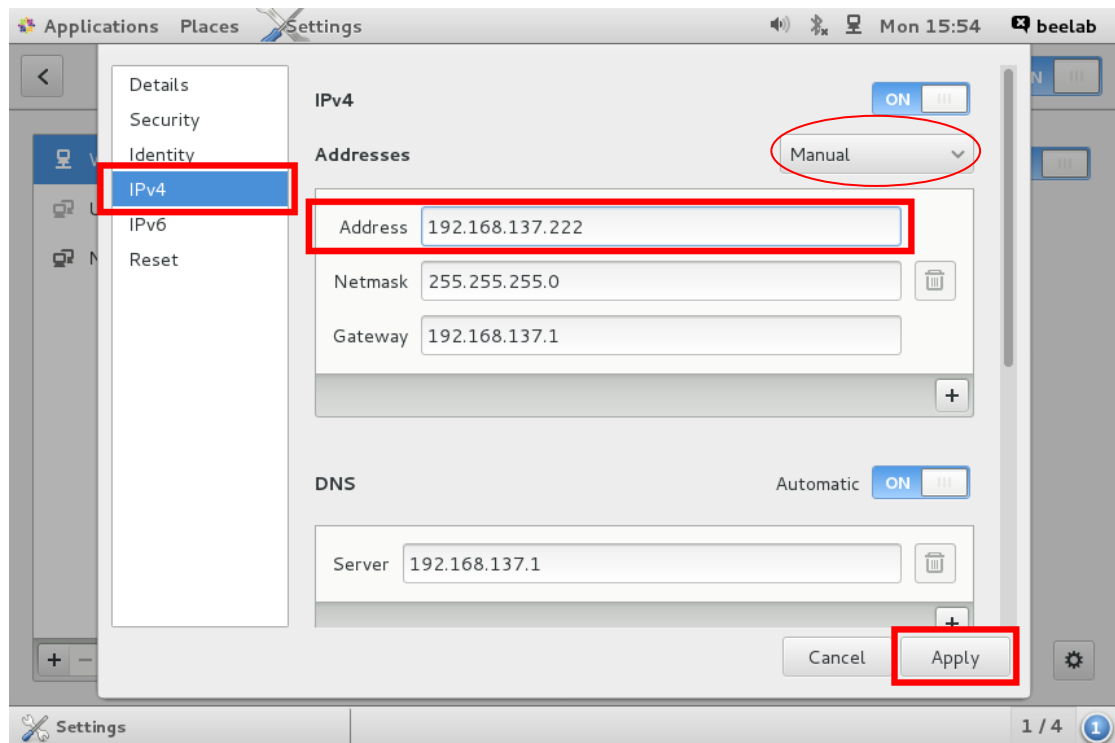 Applications Places Settings Mon 15:54 beelab
Details
Security
Identity
IPv4
IPv6
Reset
IPv4 ON
Addresses Manual
Address 192.168.137.222
Netmask 255.255.255.0
Gateway 192.168.137.1
+
DNS Automatic ON
Server 192.168.137.1
+
Cancel Apply
+ −
Settings 1 / 4 1